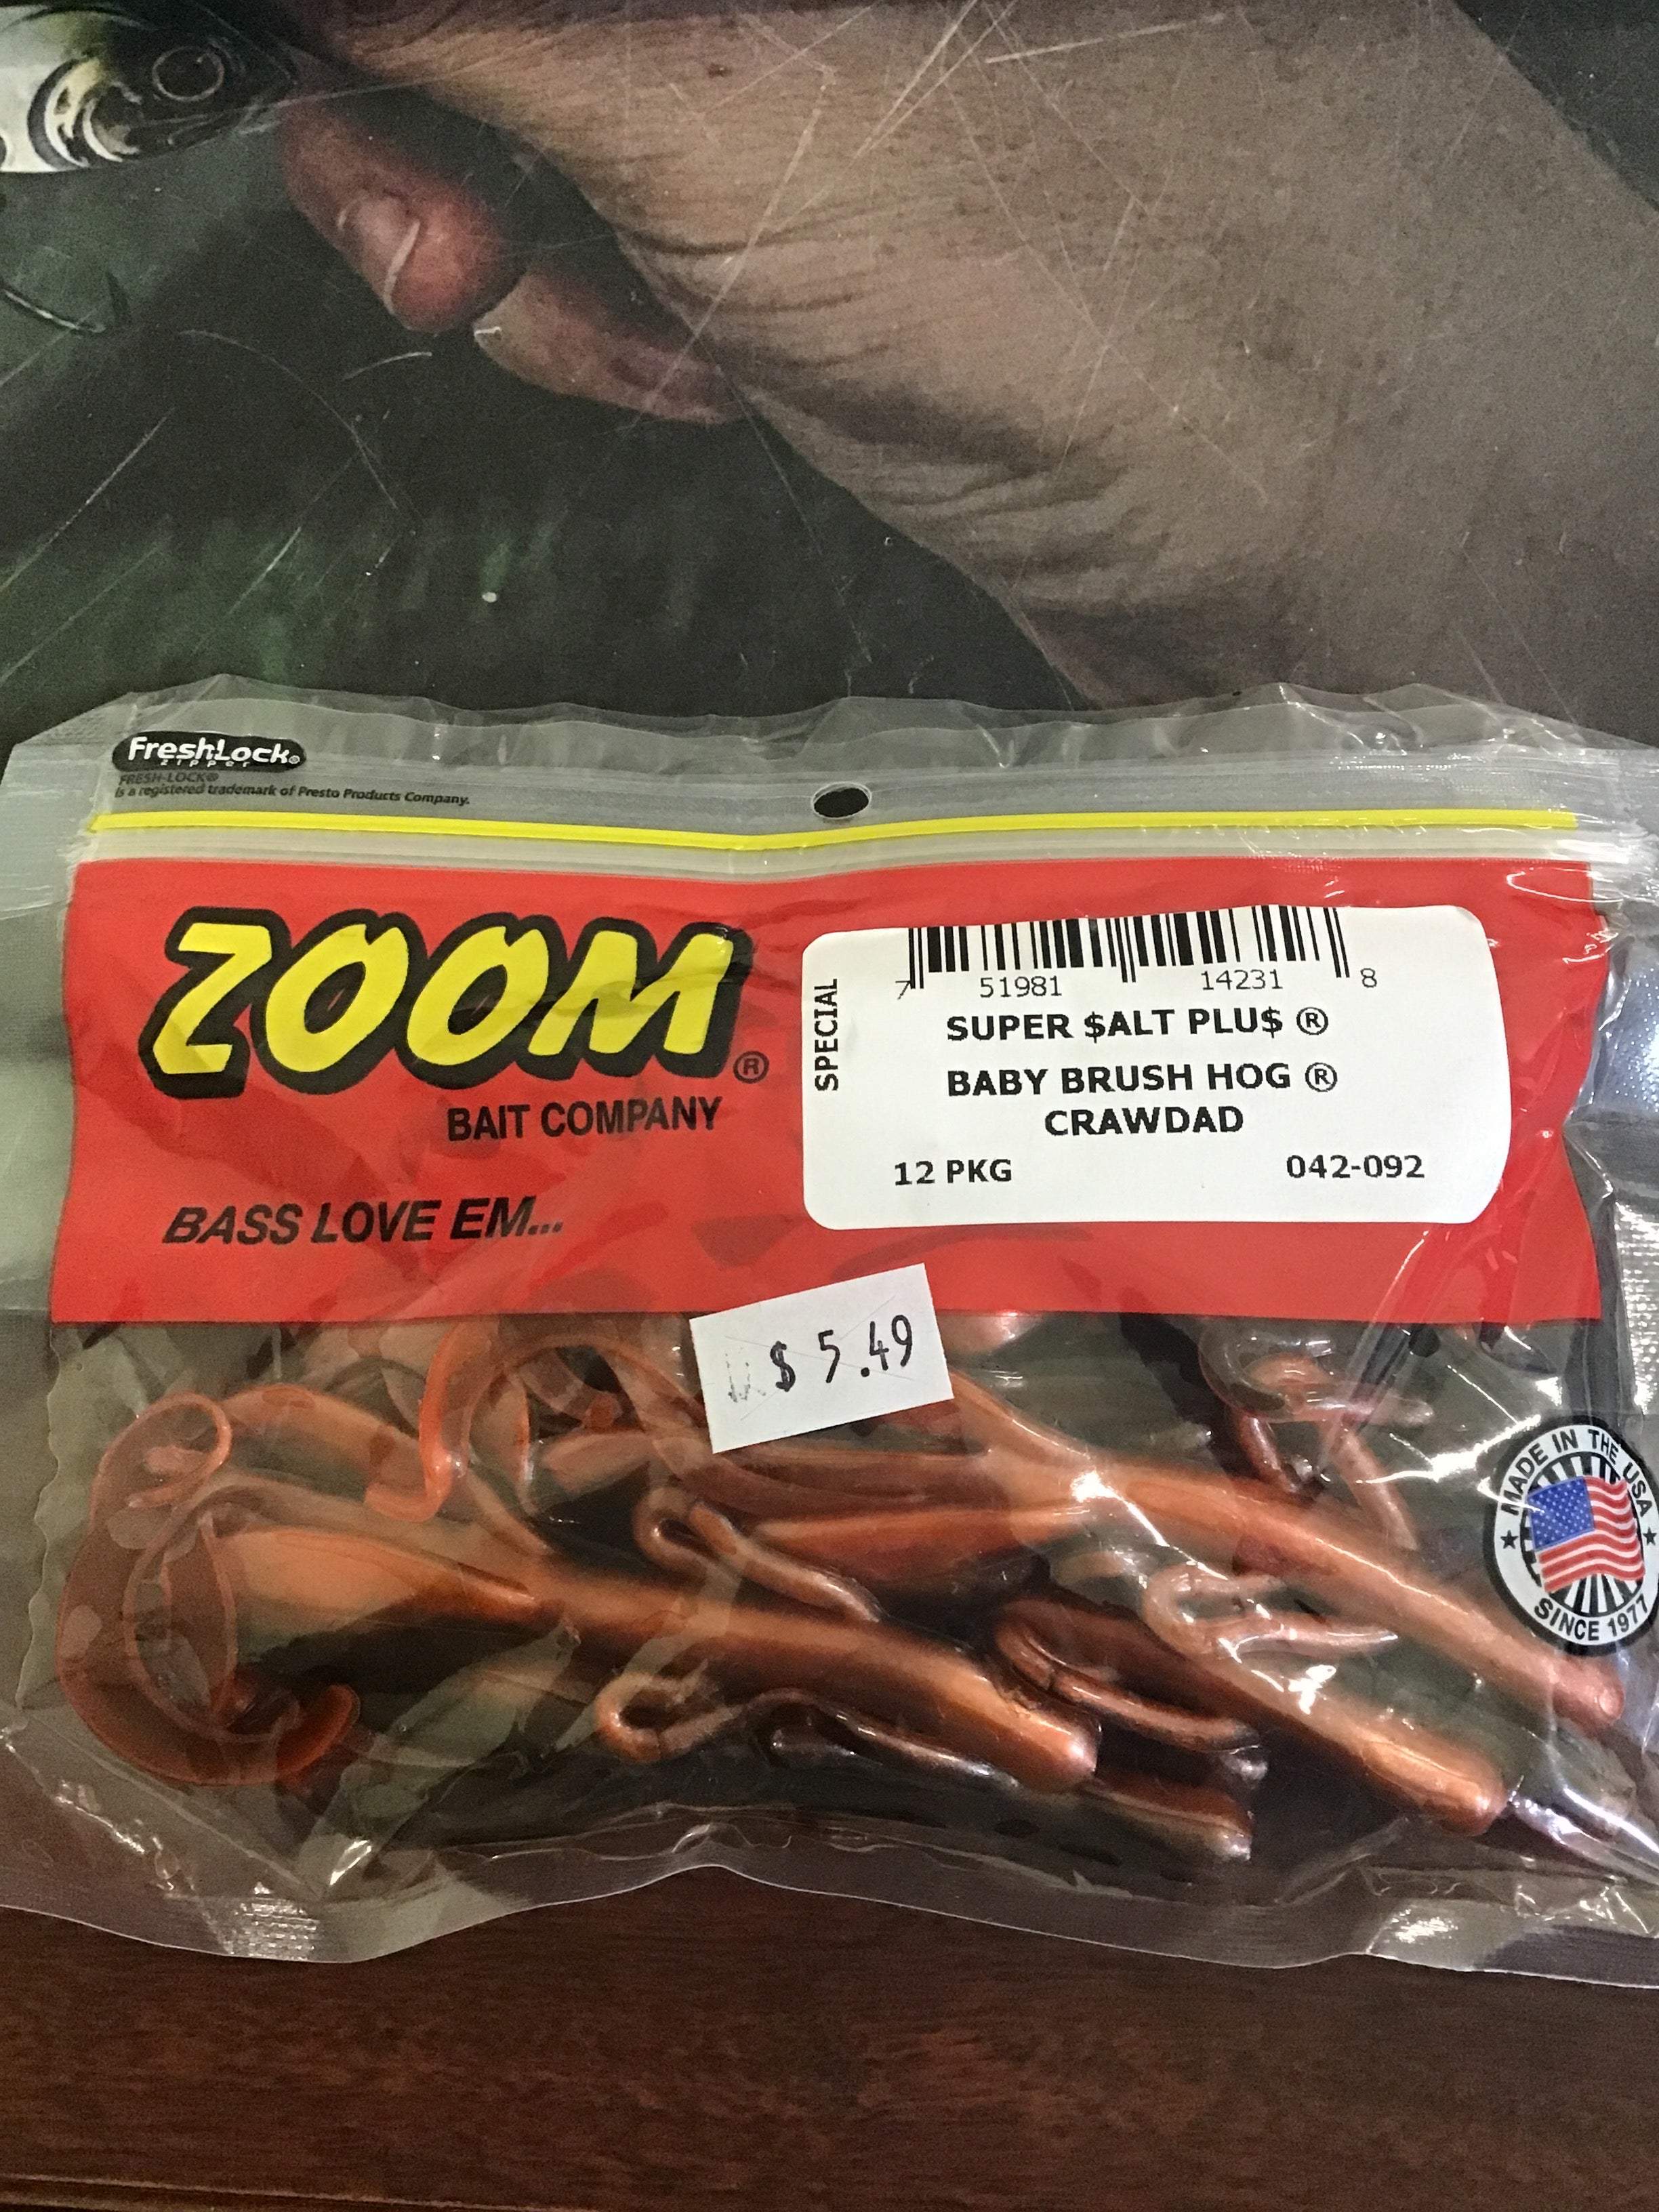 FreshLock®
zipper
FRESH-LOCK®
is a registered trademark of Presto Products Company.
ZOOM®
BAIT COMPANY
BASS LOVE EM...
SPECIAL
7 51981 14231 8
SUPER $ALT PLU$ ®
BABY BRUSH HOG ®
CRAWDAD
12 PKG 042-092
$ 5.49
MADE IN THE USA
SINCE 1977